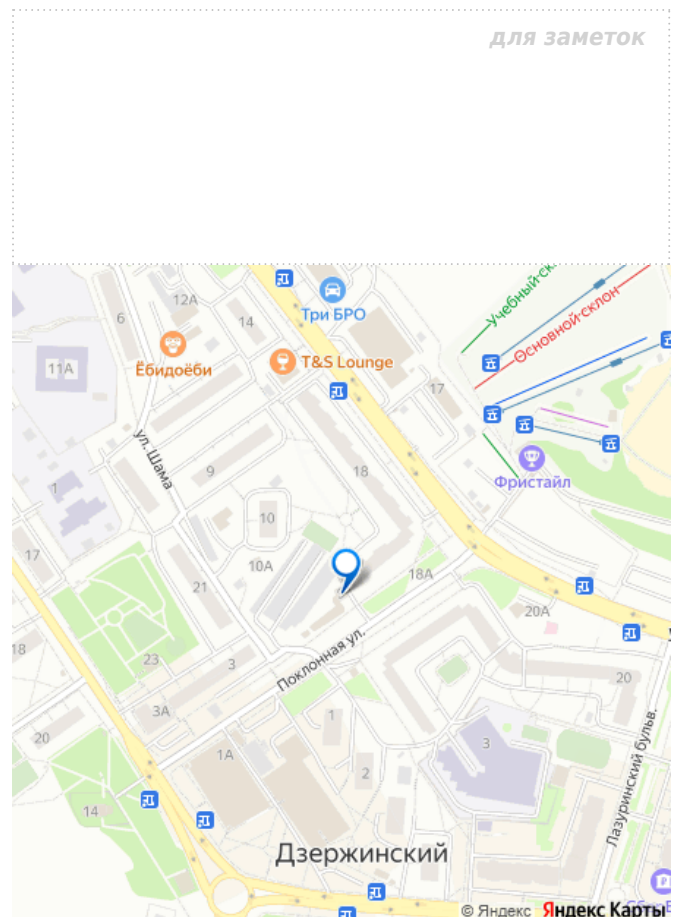 для заметок
12А
Три БРО
Учебный ск
14
6
Основной склон
Ёбидоёби
T&S Lounge
11А
17
ул. Шама
9
18
Фристайл
1
10
17
10А
18А
21
20А
18
Поклонная ул.
23
3
20
3А
1
20
1А
3
2
Лазуринский бульв.
14
Дзержинский
© Яндекс Яндекс Карты